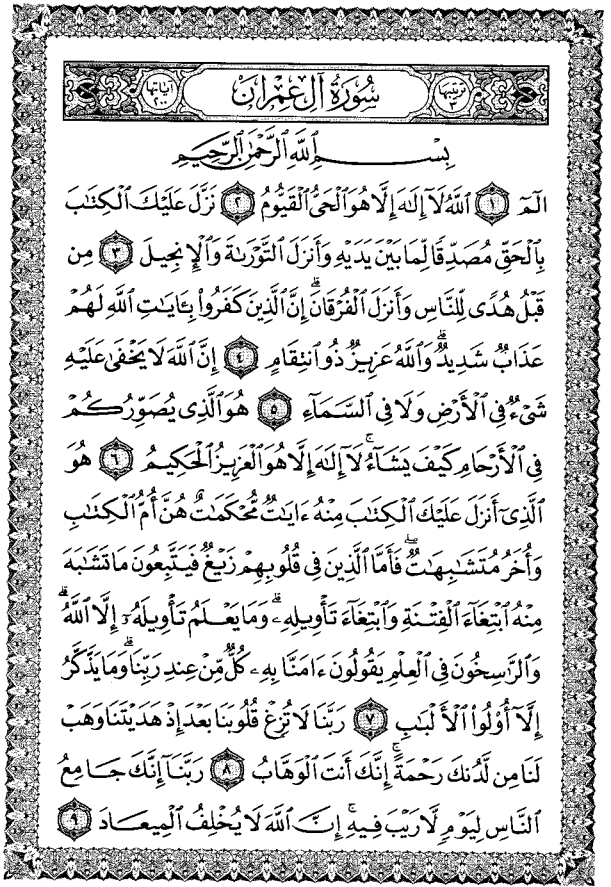 ترتيبها ٣ سُورَةُ آلِ عِمْرَانَ آياتها ٢٠٠
بِسْمِ ٱللَّهِ ٱلرَّحْمَٰنِ ٱلرَّحِيمِ
الٓمٓ ١ ٱللَّهُ لَآ إِلَٰهَ إِلَّا هُوَ ٱلْحَىُّ ٱلْقَيُّومُ ٢ نَزَّلَ عَلَيْكَ ٱلْكِتَٰبَ
بِٱلْحَقِّ مُصَدِّقًا لِّمَا بَيْنَ يَدَيْهِ وَأَنزَلَ ٱلتَّوْرَىٰةَ وَٱلْإِنجِيلَ ٣ مِن
قَبْلُ هُدًى لِّلنَّاسِ وَأَنزَلَ ٱلْفُرْقَانَ ۗ إِنَّ ٱلَّذِينَ كَفَرُوا۟ بِـَٔايَٰتِ ٱللَّهِ لَهُمْ
عَذَابٌ شَدِيدٌ ۗ وَٱللَّهُ عَزِيزٌ ذُو ٱنتِقَامٍ ٤ إِنَّ ٱللَّهَ لَا يَخْفَىٰ عَلَيْهِ
شَىْءٌ فِى ٱلْأَرْضِ وَلَا فِى ٱلسَّمَآءِ ٥ هُوَ ٱلَّذِى يُصَوِّرُكُمْ
فِى ٱلْأَرْحَامِ كَيْفَ يَشَآءُ ۚ لَآ إِلَٰهَ إِلَّا هُوَ ٱلْعَزِيزُ ٱلْحَكِيمُ ٦ هُوَ
ٱلَّذِىٓ أَنزَلَ عَلَيْكَ ٱلْكِتَٰبَ مِنْهُ ءَايَٰتٌ مُّحْكَمَٰتٌ هُنَّ أُمُّ ٱلْكِتَٰبِ
وَأُخَرُ مُتَشَٰبِهَٰتٌ ۖ فَأَمَّا ٱلَّذِينَ فِى قُلُوبِهِمْ زَيْغٌ فَيَتَّبِعُونَ مَا تَشَٰبَهَ
مِنْهُ ٱبْتِغَآءَ ٱلْفِتْنَةِ وَٱبْتِغَآءَ تَأْوِيلِهِۦ ۗ وَمَا يَعْلَمُ تَأْوِيلَهُۥٓ إِلَّا ٱللَّهُ ۗ
وَٱلرَّٰسِخُونَ فِى ٱلْعِلْمِ يَقُولُونَ ءَامَنَّا بِهِۦ كُلٌّ مِّنْ عِندِ رَبِّنَا ۗ وَمَا يَذَّكَّرُ
إِلَّآ أُو۟لُوا۟ ٱلْأَلْبَٰبِ ٧ رَبَّنَا لَا تُزِغْ قُلُوبَنَا بَعْدَ إِذْ هَدَيْتَنَا وَهَبْ
لَنَا مِن لَّدُنكَ رَحْمَةً ۚ إِنَّكَ أَنتَ ٱلْوَهَّابُ ٨ رَبَّنَآ إِنَّكَ جَامِعُ
ٱلنَّاسِ لِيَوْمٍ لَّا رَيْبَ فِيهِ ۚ إِنَّ ٱللَّهَ لَا يُخْلِفُ ٱلْمِيعَادَ ٩